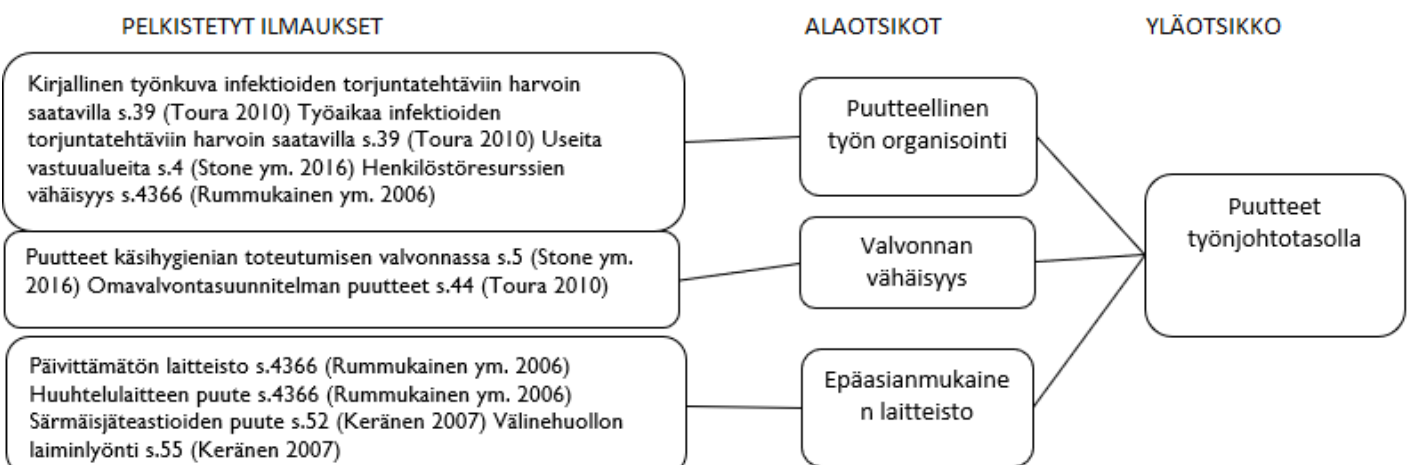 PELKISTETYT ILMAUKSET
ALAOTSIKOT
YLÄOTSIKKO
Kirjallinen työnkuva infektioiden torjuntatehtäviin harvoin
saatavilla s.39 (Toura 2010) Työaikaa infektioiden
torjuntatehtäviin harvoin saatavilla s.39 (Toura 2010) Useita
vastuualueita s.4 (Stone ym. 2016) Henkilöstöresurssien
vähäisyys s.4366 (Rummukainen ym. 2006)
Puutteellinen
työn organisointi
Puutteet käsihygienian toteutumisen valvonnassa s.5 (Stone ym.
2016) Omavalvontasuunnitelman puutteet s.44 (Toura 2010)
Valvonnan
vähäisyys
Päivittämätön laitteisto s.4366 (Rummukainen ym. 2006)
Huuhtelulaitteen puute s.4366 (Rummukainen ym. 2006)
Särmäisjäteastioiden puute s.52 (Keränen 2007) Välinehuollon
laiminlyönti s.55 (Keränen 2007)
Epäasianmukaine
n laitteisto
Puutteet
työnjohtotasolla